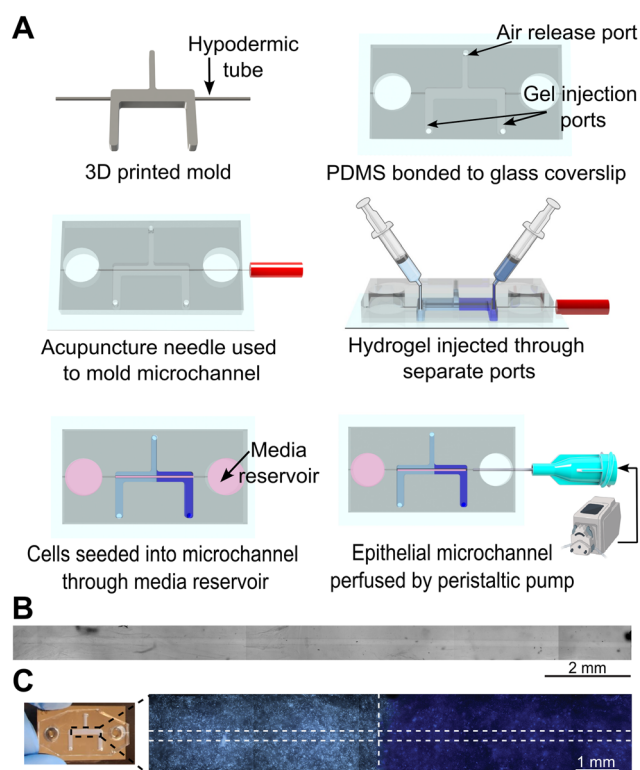 A
Hypodermic
tube
3D printed mold
Air release port
Gel injection
ports
PDMS bonded to glass coverslip
Acupuncture needle used
to mold microchannel
Hydrogel injected through
separate ports
Media
reservoir
Cells seeded into microchannel
through media reservoir
Epithelial microchannel
perfused by peristaltic pump
B
2 mm
C
1 mm